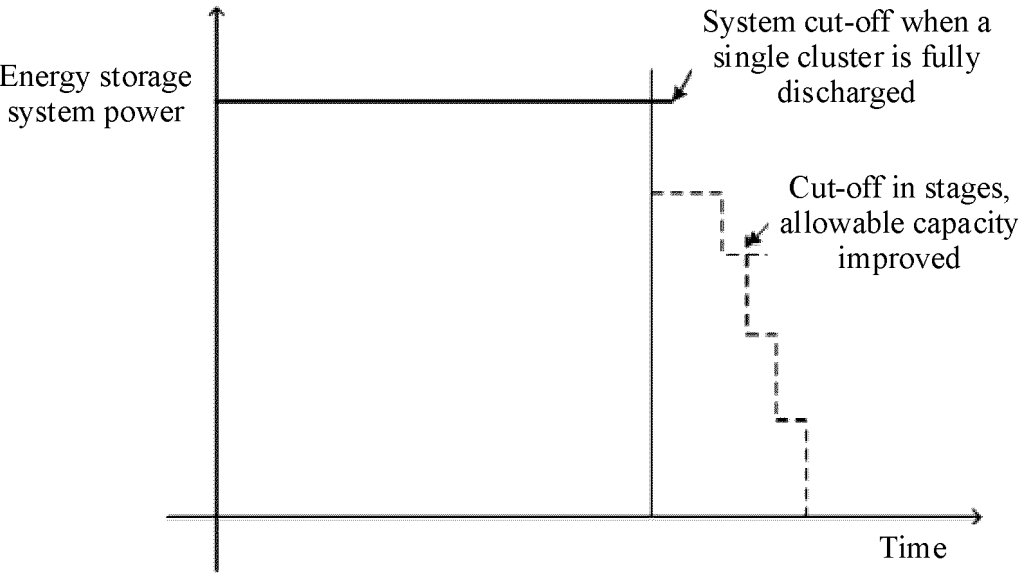 System cut-off when a
single cluster is fully
discharged
Energy storage
system power
Cut-off in stages,
allowable capacity
improved
Time